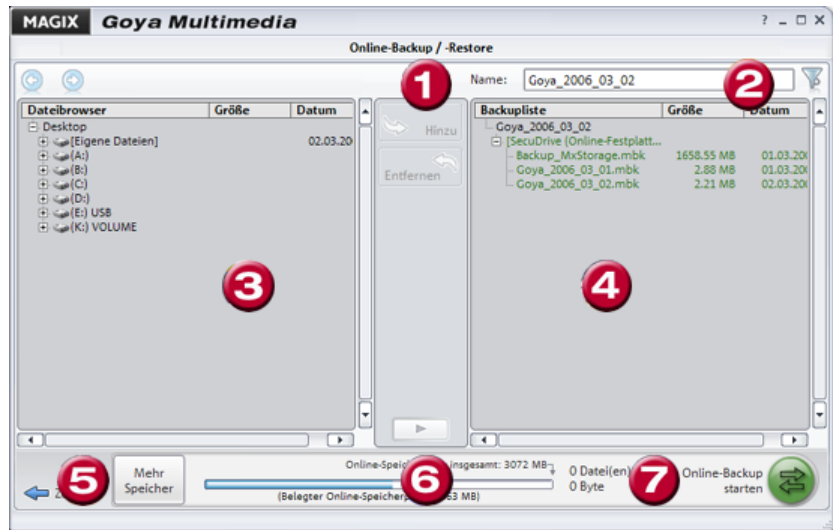 MAGIX Goya Multimedia
Online-Backup / -Restore
Name: Goya_2006_03_02
1
2
Dateibrowser Größe Datum
Desktop
[Eigene Dateien] 02.03.20
(A:)
(B:)
(C:)
(D:)
(E:) USB
(K:) VOLUME
3
Hinzu
Entfernen
Backupliste Größe Datum
Goya_2006_03_02
[SecuDrive (Online-Festplatt...
Backup_MxStorage.mbk 1658.55 MB 01.03.20
Goya_2006_03_01.mbk 2.88 MB 01.03.20
Goya_2006_03_02.mbk 2.21 MB 02.03.20
4
5
Mehr
Speicher
insgesamt: 3072 MB
(Belegter 63 MB)
6
0 Datei(en)
0 Byte
7
Online-Backup
starten